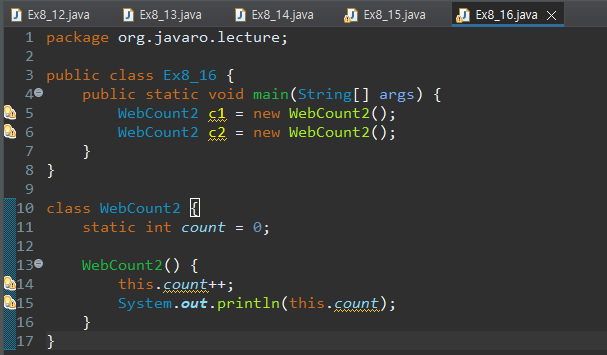 Ex8_12.java Ex8_13.java Ex8_14.java Ex8_15.java Ex8_16.java
1 package org.javaro.lecture;
2
3 public class Ex8_16 {
4 public static void main(String[] args) {
5 WebCount2 c1 = new WebCount2();
6 WebCount2 c2 = new WebCount2();
7 }
8 }
9
10 class WebCount2 {
11 static int count = 0;
12
13 WebCount2() {
14 this.count++;
15 System.out.println(this.count);
16 }
17 }